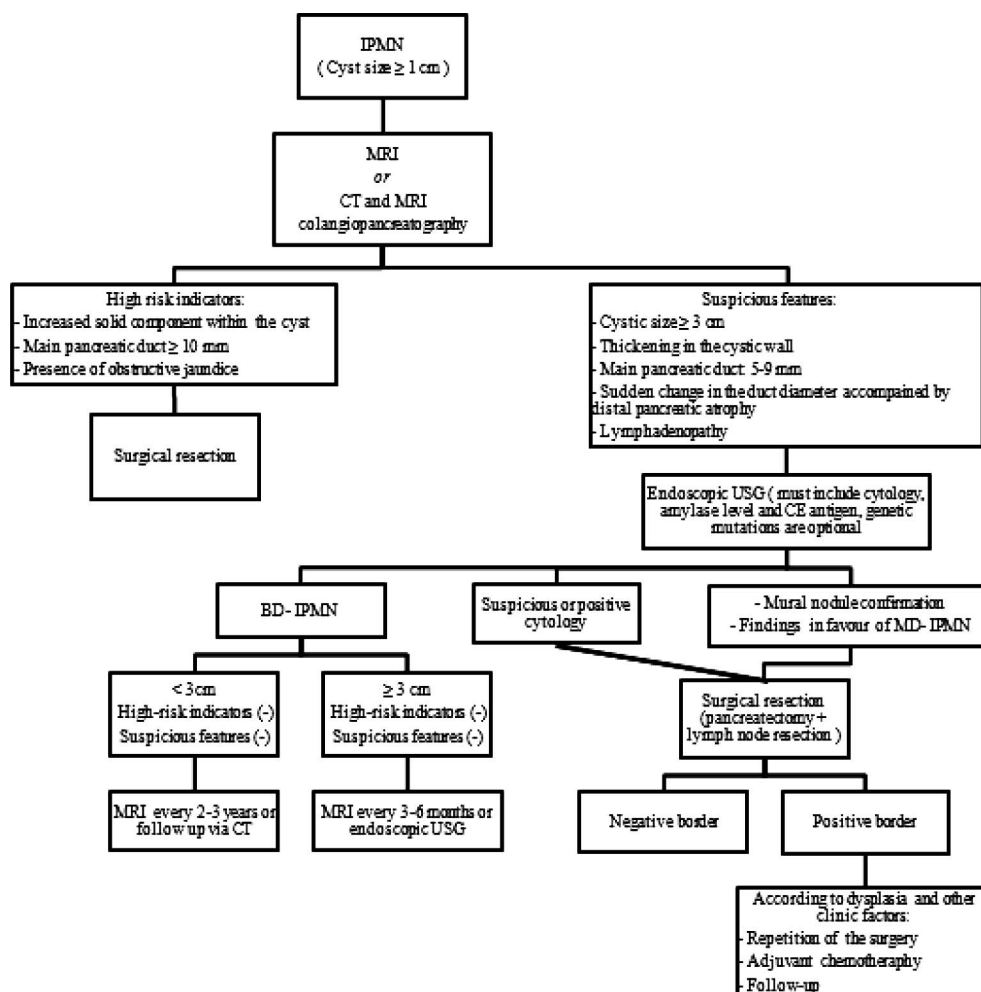 IPMN
( Cyst size ≥ 1 cm )
MRI
or
CT and MRI
colangiopancreatography
High risk indicators:
- Increased solid component within the cyst
- Main pancreatic duct ≥ 10 mm
- Presence of obstructive jaundice
Surgical resection
Suspicious features:
- Cystic size ≥ 3 cm
- Thickening in the cystic wall
- Main pancreatic duct: 5-9 mm
- Sudden change in the duct diameter accompained by
distal pancreatic atrophy
- Lymphadenopathy
Endoscopic USG ( must include cytology,
amylase level and CE antigen, genetic
mutations are optional
BD- IPMN
Suspicious or positive
cytology
- Mural nodule confirmation
- Findings in favour of MD- IPMN
< 3 cm
High-risk indicators (-)
Suspicious features (-)
≥ 3 cm
High-risk indicators (-)
Suspicious features (-)
Surgical resection
(pancreatectomy +
lymph node resection )
MRI every 2-3 years or
follow up via CT
MRI every 3-6 months or
endoscopic USG
Negative border
Positive border
According to dysplasia and other
clinic factors:
- Repetition of the surgery
- Adjuvant chemotheraphy
- Follow-up